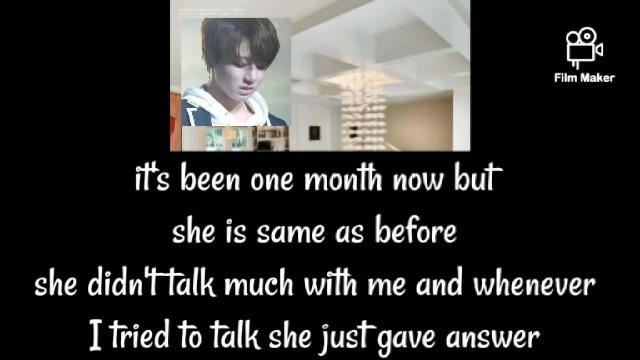 Film Maker
it's been one month now but
she is same as before
she didn't talk much with me and whenever
I tried to talk she just gave answer